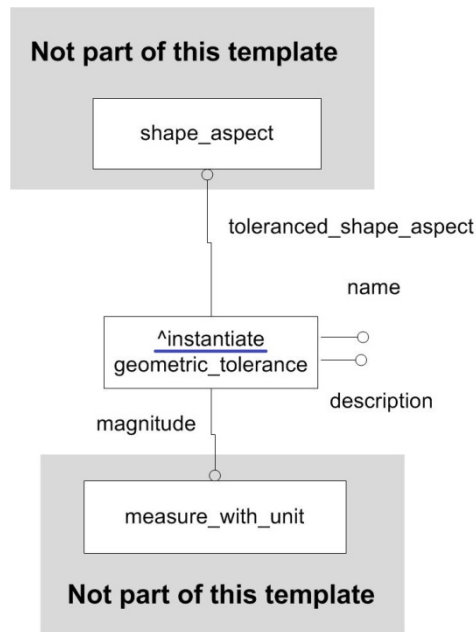 Not part of this template
shape_aspect
toleranced_shape_aspect
name
^instantiate
geometric_tolerance
description
magnitude
measure_with_unit
Not part of this template